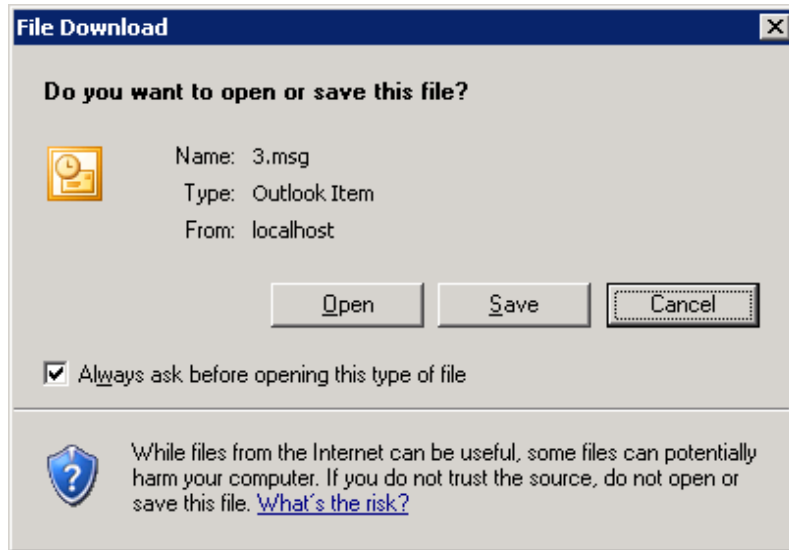 File Download
Do you want to open or save this file?
Name: 3.msg
Type: Outlook Item
From: localhost
Open Save Cancel
Always ask before opening this type of file
While files from the Internet can be useful, some files can potentially
harm your computer. If you do not trust the source, do not open or
save this file. What's the risk?